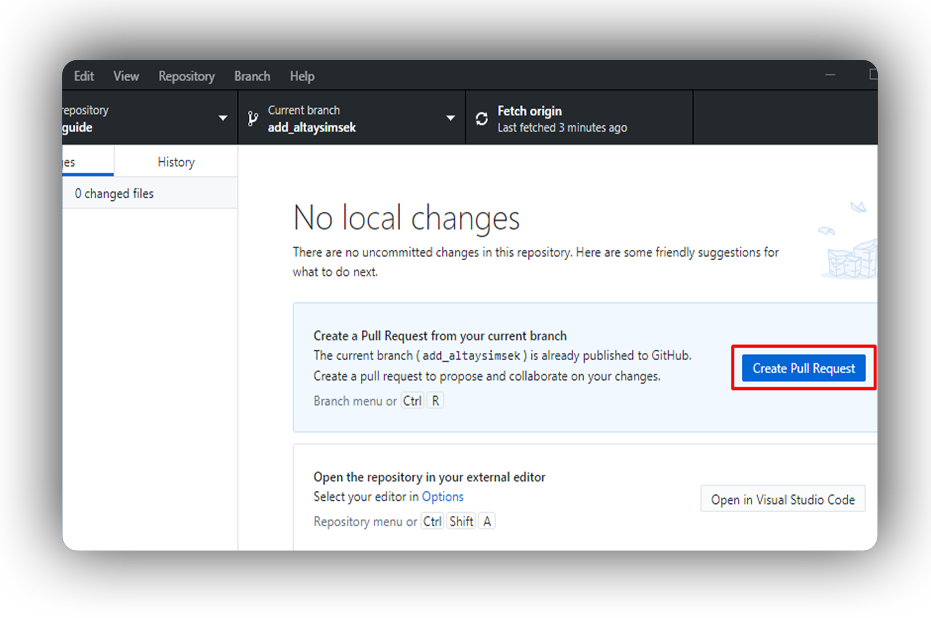 Edit View Repository Branch Help
repository
guide
Current branch
add_altaysimsek
Fetch origin
Last fetched 3 minutes ago
es
History
0 changed files
No local changes
There are no uncommitted changes in this repository. Here are some friendly suggestions for
what to do next.
Create a Pull Request from your current branch
The current branch (add_altaysimsek) is already published to GitHub.
Create a pull request to propose and collaborate on your changes.
Branch menu or Ctrl R
Create Pull Request
Open the repository in your external editor
Select your editor in Options
Repository menu or Ctrl Shift A
Open in Visual Studio Code